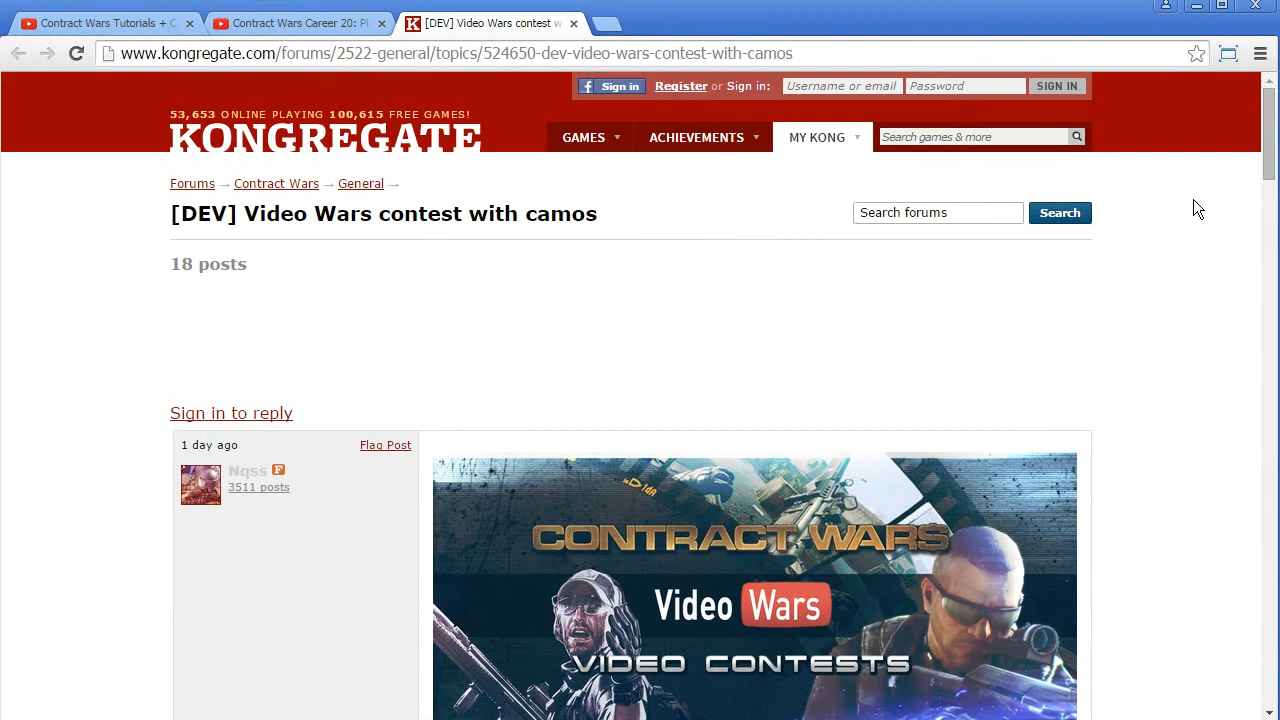 Contract Wars Tutorials + C
Contract Wars Career 20: Pl
[DEV] Video Wars contest w
www.kongregate.com/forums/2522-general/topics/524650-dev-video-wars-contest-with-camos
Sign in Register or Sign in: Username or email Password SIGN IN
53,653 ONLINE PLAYING 100,615 FREE GAMES!
KONGREGATE
GAMES ACHIEVEMENTS MY KONG Search games & more
Forums → Contract Wars → General →
[DEV] Video Wars contest with camos
Search forums Search
18 posts
Sign in to reply
1 day ago Flag Post
Nqss F
3511 posts
CONTRACT WARS
Video Wars
VIDEO CONTESTS